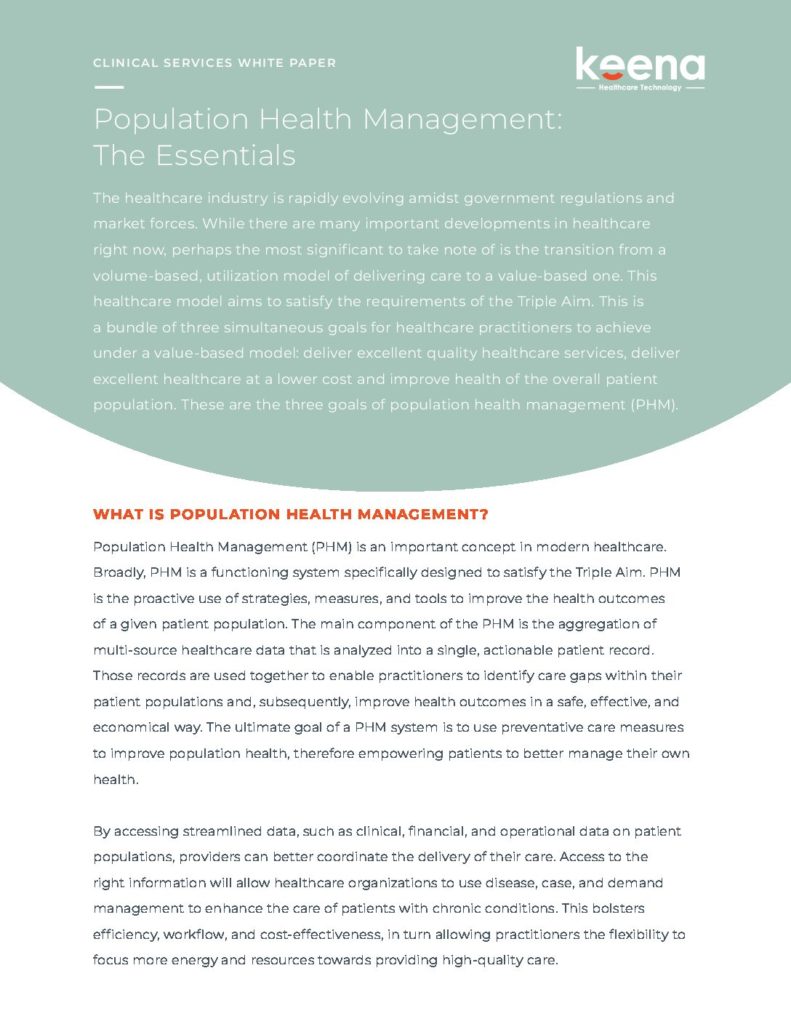 CLINICAL SERVICES WHITE PAPER
keena
Healthcare Technology
Population Health Management:
The Essentials
The healthcare industry is rapidly evolving amidst government regulations and
market forces. While there are many important developments in healthcare
right now, perhaps the most significant to take note of is the transition from a
volume-based, utilization model of delivering care to a value-based one. This
healthcare model aims to satisfy the requirements of the Triple Aim. This is
a bundle of three simultaneous goals for healthcare practitioners to achieve
under a value-based model: deliver excellent quality healthcare services, deliver
excellent healthcare at a lower cost and improve health of the overall patient
population. These are the three goals of population health management (PHM).
WHAT IS POPULATION HEALTH MANAGEMENT?
Population Health Management (PHM) is an important concept in modern healthcare.
Broadly, PHM is a functioning system specifically designed to satisfy the Triple Aim. PHM
is the proactive use of strategies, measures, and tools to improve the health outcomes
of a given patient population. The main component of the PHM is the aggregation of
multi-source healthcare data that is analyzed into a single, actionable patient record.
Those records are used together to enable practitioners to identify care gaps within their
patient populations and, subsequently, improve health outcomes in a safe, effective, and
economical way. The ultimate goal of a PHM system is to use preventative care measures
to improve population health, therefore empowering patients to better manage their own
health.
By accessing streamlined data, such as clinical, financial, and operational data on patient
populations, providers can better coordinate the delivery of their care. Access to the
right information will allow healthcare organizations to use disease, case, and demand
management to enhance the care of patients with chronic conditions. This bolsters
efficiency, workflow, and cost-effectiveness, in turn allowing practitioners the flexibility to
focus more energy and resources towards providing high-quality care.